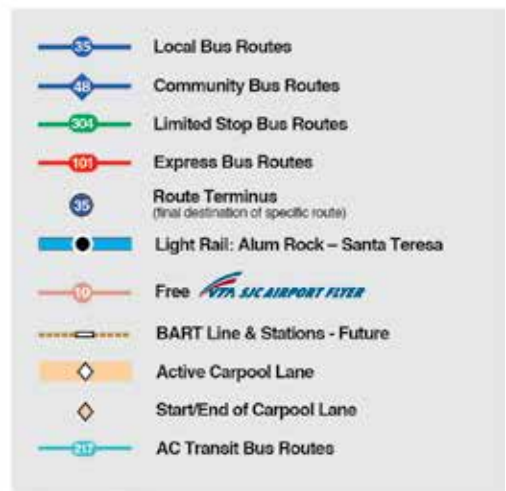 35 Local Bus Routes
48 Community Bus Routes
304 Limited Stop Bus Routes
101 Express Bus Routes
35 Route Terminus
(final destination of specific route)
Light Rail: Alum Rock – Santa Teresa
10 Free VTA SJC AIRPORT FLYER
BART Line & Stations - Future
Active Carpool Lane
Start/End of Carpool Lane
217 AC Transit Bus Routes